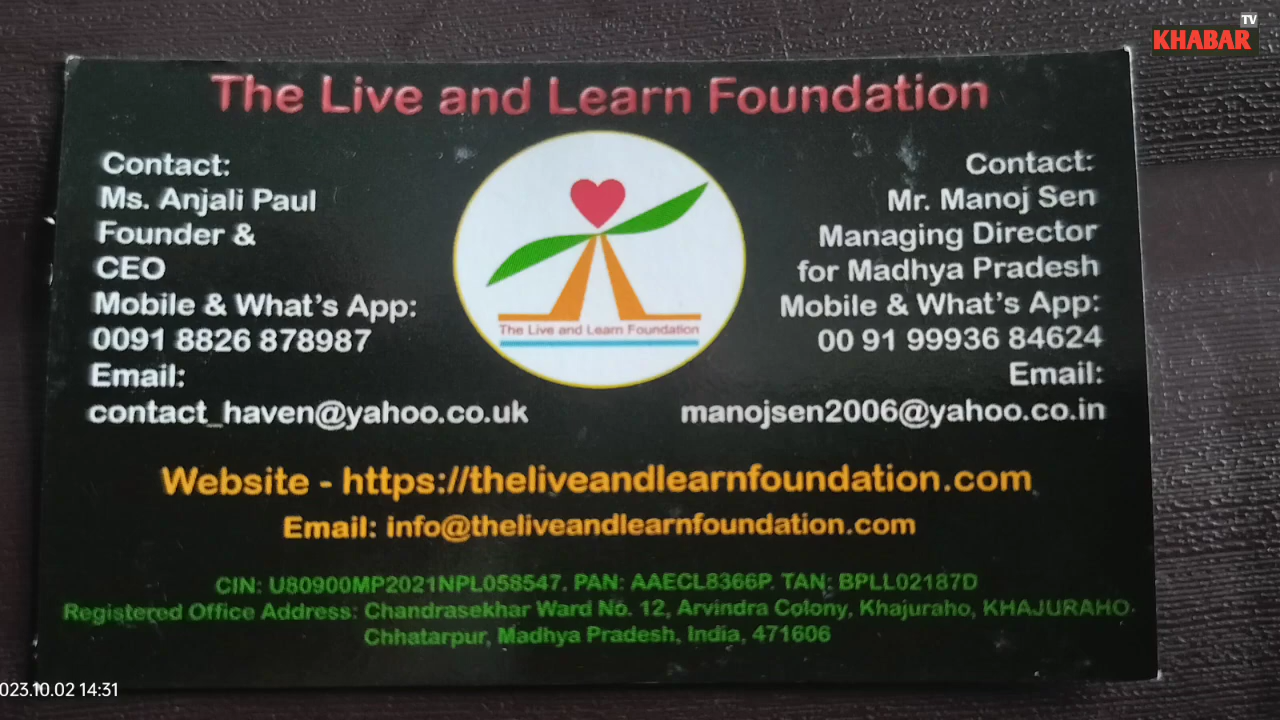 TV
KHABAR
The Live and Learn Foundation
Contact:
Ms. Anjali Paul
Founder &
CEO
Mobile & What's App:
0091 8826 878987
Email:
contact_haven@yahoo.co.uk
The Live and Learn Foundation
Contact:
Mr. Manoj Sen
Managing Director
for Madhya Pradesh
Mobile & What's App:
00 91 99936 84624
Email:
manojsen2006@yahoo.co.in
Website - https://theliveandlearnfoundation.com
Email: info@theliveandlearnfoundation.com
CIN: U80900MP2021NPL058547. PAN: AAECL8366P. TAN: BPLL02187D
Registered Office Address: Chandrasekhar Ward No. 12, Arvindra Colony, Khajuraho, KHAJURAHO.
Chhatarpur, Madhya Pradesh, India, 471606
023.10.02 14:31